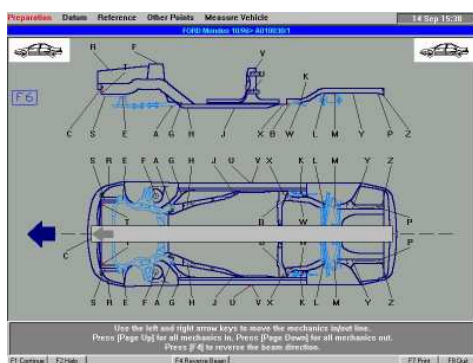 Preparation Datum Reference Other Points Measure Vehicle 14 Sep 15:38
FORD Mondeo 10.96> A010030/1
R T F V K
F6
C S E A G H J X B W L M Y P Z
S R E F A G H J U V X K L M Y Z
T B W P
C
T W P
S R E F A G H J U V X K L M Y Z
Use the left and right arrow keys to move the mechanics in/out line.
Press [Page Up] for all mechanics in. Press [Page Down] for all mechanics out.
Press [F4] to reverse the beam direction.
F1 Continue F2 Help F4 Reverse Beam F7 Print F8 Quit